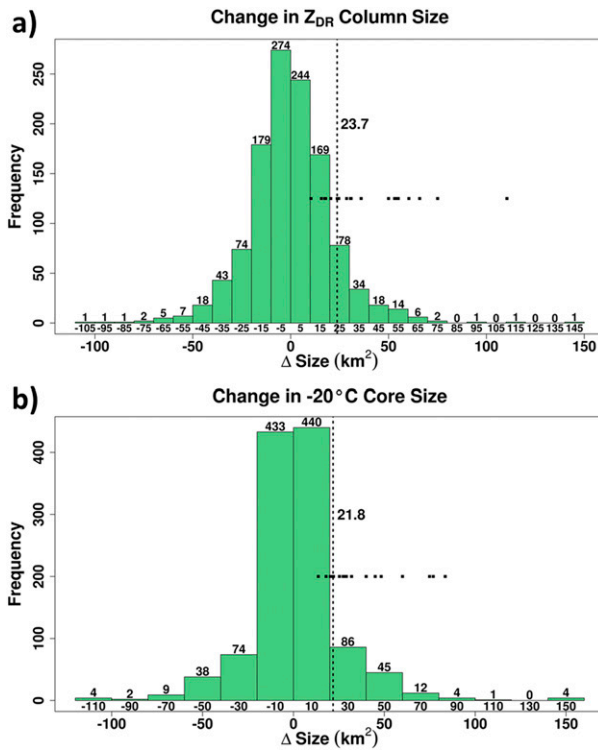 a)
Change in ZDR Column Size
274
244
179
169
23.7
74
78
43
34
18
18
14
1 1 1 2 5 7 6 2 0 1 0 1 0 0 1
-105 -95 -85 -75 -65 -55 -45 -35 -25 -15 -5 5 15 25 35 45 55 65 75 85 95 105 115 125 135 145
0 50 100 150 200 250
Frequency
-100 -50 0 50 100 150
Δ Size (km²)
b)
Change in -20°C Core Size
433
440
21.8
74
86
38
45
4 2 9 12 4 1 0 4
-110 -90 -70 -50 -30 -10 10 30 50 70 90 110 130 150
0 100 200 300 400
Frequency
-100 -50 0 50 100 150
Δ Size (km²)